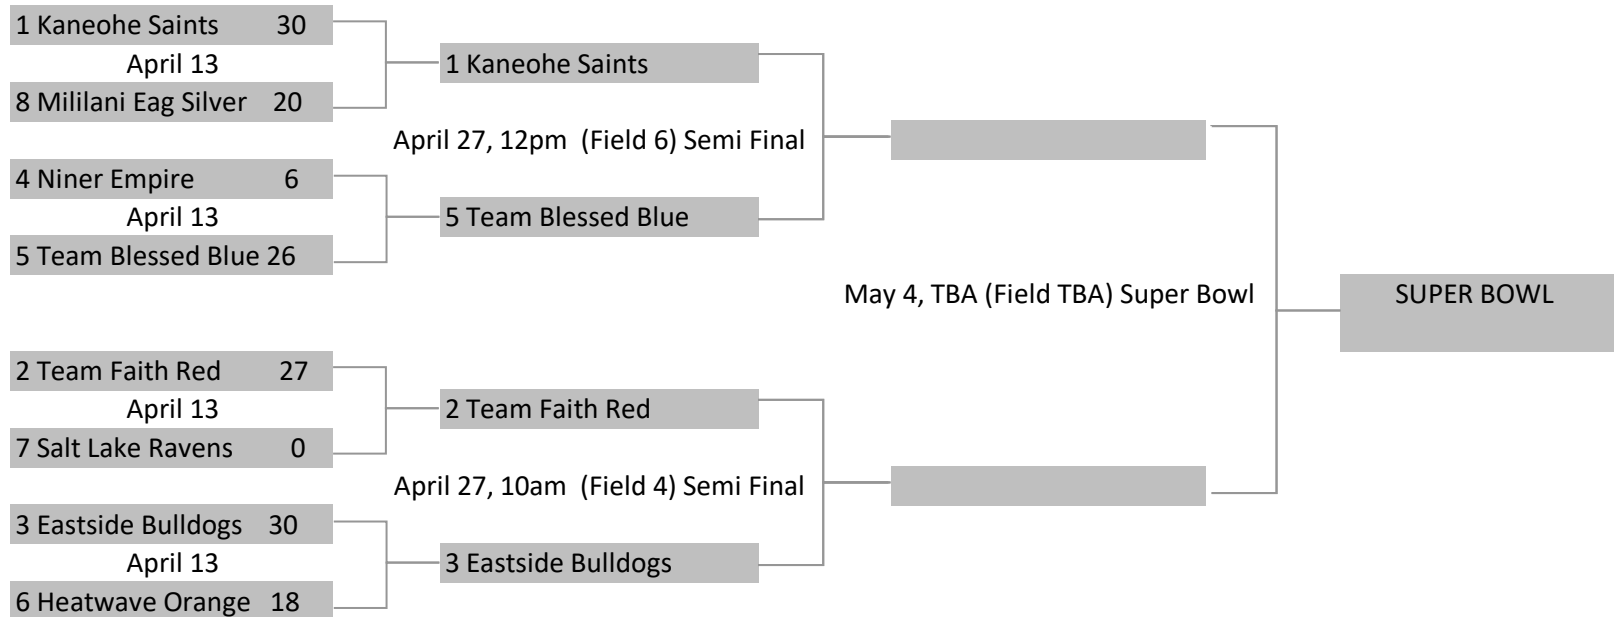 1 Kaneohe Saints 30
April 13
8 Mililani Eag Silver 20
4 Niner Empire 6
April 13
5 Team Blessed Blue 26
2 Team Faith Red 27
April 13
7 Salt Lake Ravens 0
3 Eastside Bulldogs 30
April 13
6 Heatwave Orange 18
1 Kaneohe Saints
April 27, 12pm (Field 6) Semi Final
5 Team Blessed Blue
2 Team Faith Red
April 27, 10am (Field 4) Semi Final
3 Eastside Bulldogs
May 4, TBA (Field TBA) Super Bowl
SUPER BOWL